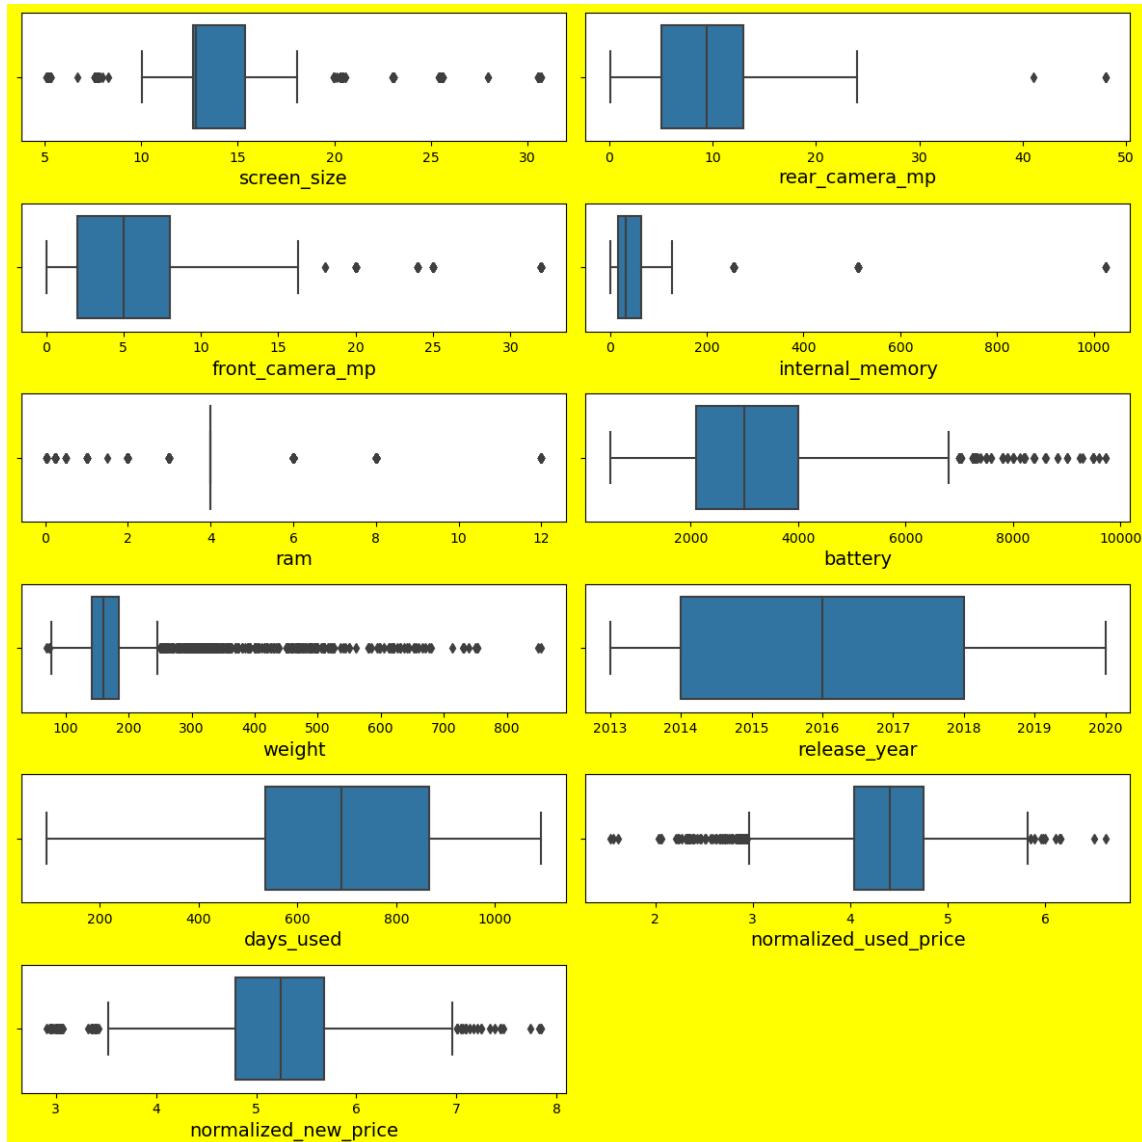 5 10 15 20 25 30
screen_size
0 10 20 30 40 50
rear_camera_mp
0 5 10 15 20 25 30
front_camera_mp
0 200 400 600 800 1000
internal_memory
0 2 4 6 8 10 12
ram
2000 4000 6000 8000 10000
battery
100 200 300 400 500 600 700 800
weight
2013 2014 2015 2016 2017 2018 2019 2020
release_year
200 400 600 800 1000
days_used
2 3 4 5 6
normalized_used_price
3 4 5 6 7 8
normalized_new_price